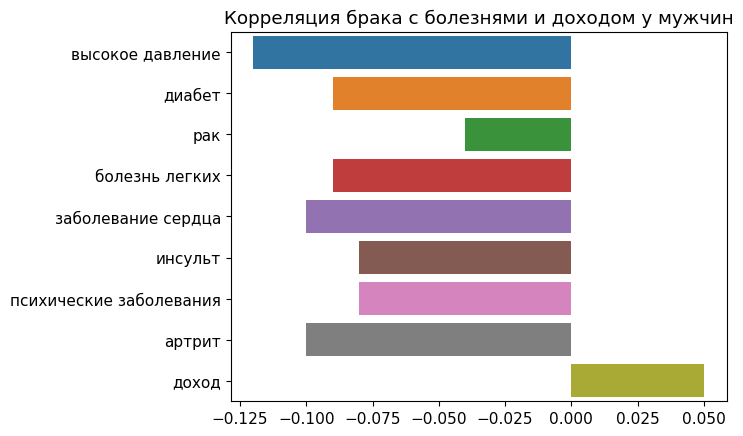 Корреляция брака с болезнями и доходом у мужчин
высокое давление
диабет
рак
болезнь легких
заболевание сердца
инсульт
психические заболевания
артрит
доход
−0.125 −0.100 −0.075 −0.050 −0.025 0.000 0.025 0.050